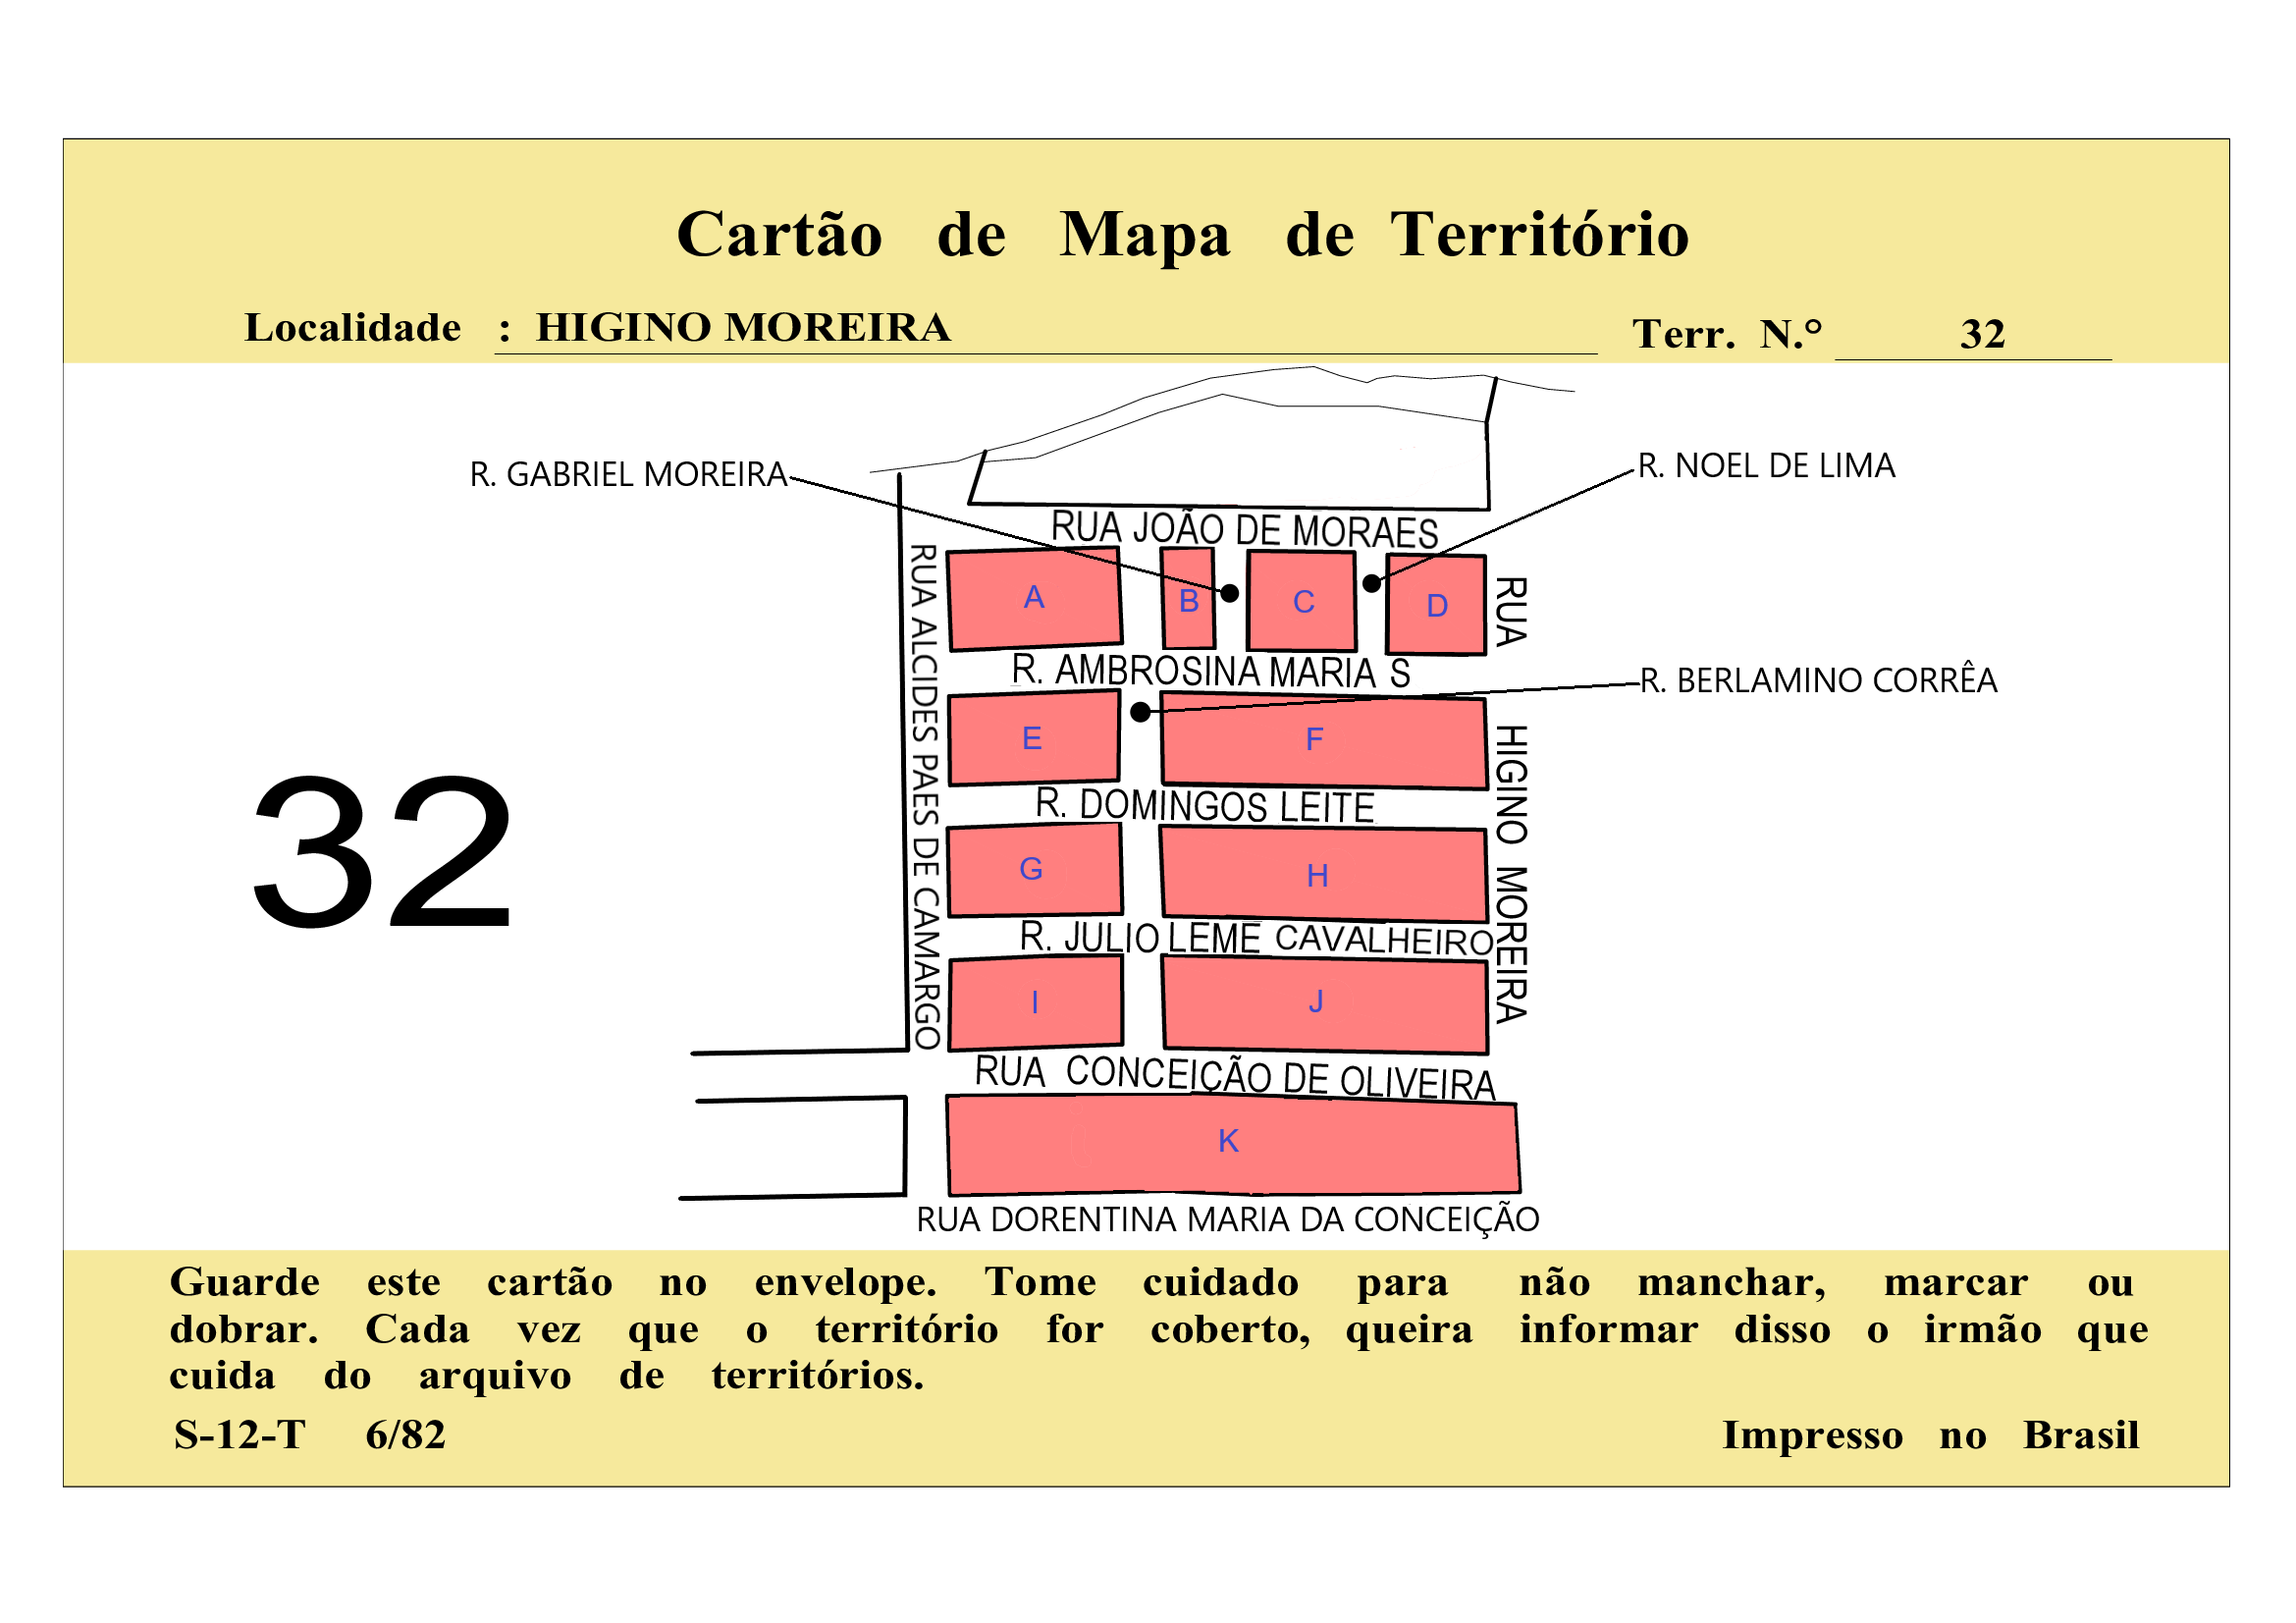 Cartão de Mapa de Território
Localidade : HIGINO MOREIRA
Terr. N.° 32
R. GABRIEL MOREIRA
R. NOEL DE LIMA
RUA JOÃO DE MORAES
A
B
C
D
RUA ALCIDES PAES DE CAMARGO
RUA HIGINO MOREIRA
R. AMBROSINA MARIA S
R. BERLAMINO CORRÊA
E
F
32
R. DOMINGOS LEITE
G
H
R. JULIO LEME CAVALHEIRO
I
J
RUA CONCEIÇÃO DE OLIVEIRA
K
RUA DORENTINA MARIA DA CONCEIÇÃO
Guarde este cartão no envelope. Tome cuidado para não manchar, marcar ou
dobrar. Cada vez que o território for coberto, queira informar disso o irmão que
cuida do arquivo de territórios.
S-12-T 6/82
Impresso no Brasil